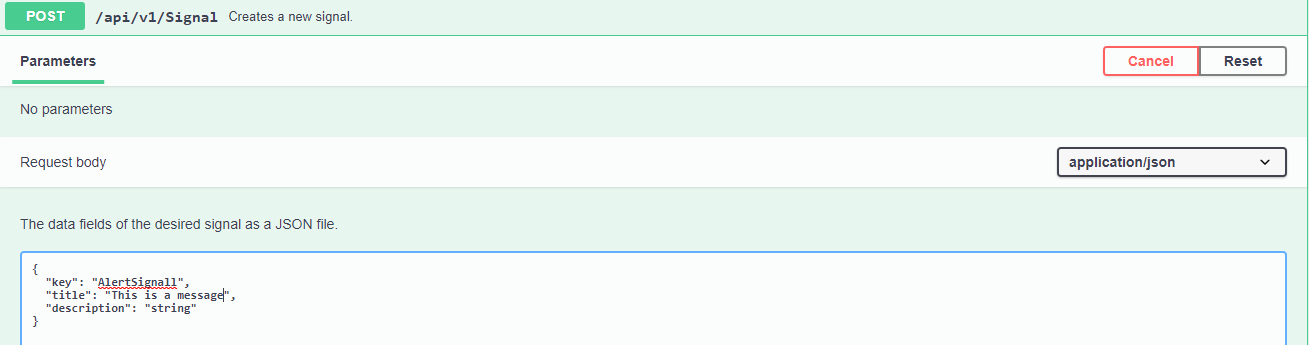 POST /api/v1/Signal Creates a new signal.
Parameters Cancel Reset
No parameters
Request body application/json
The data fields of the desired signal as a JSON file.
{
"key": "AlertSignall",
"title": "This is a message",
"description": "string"
}